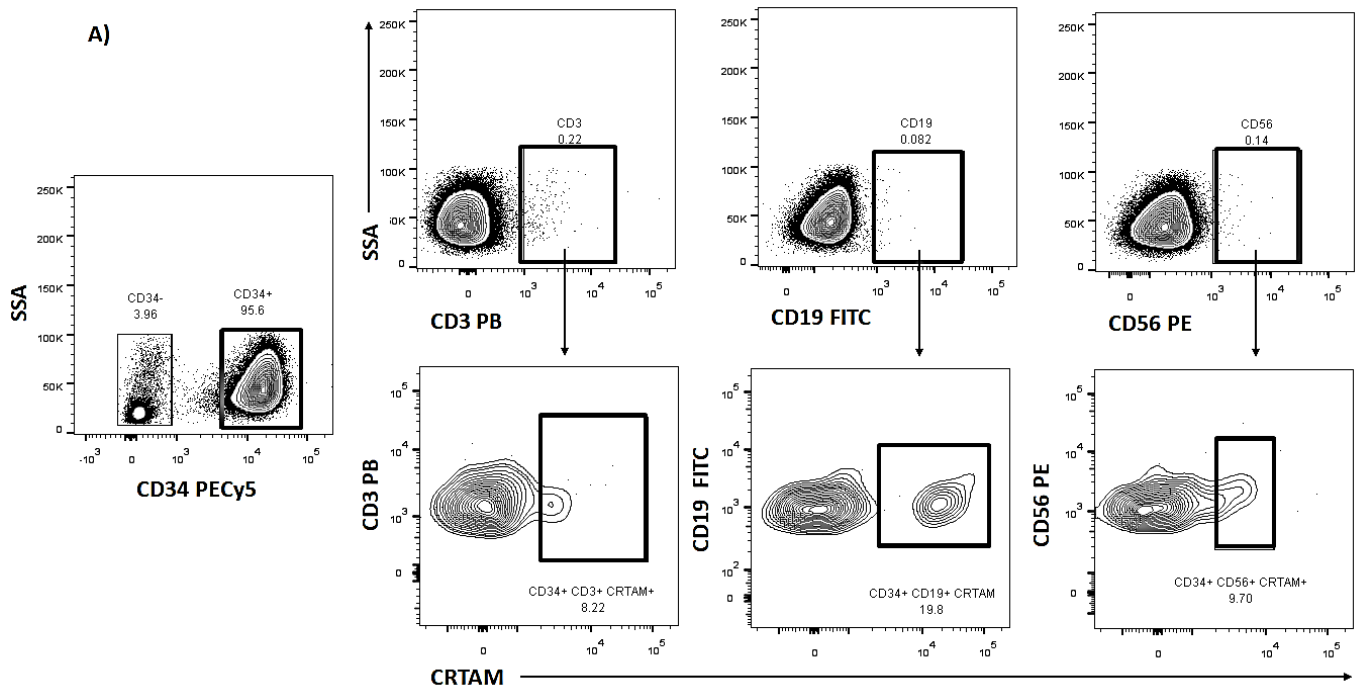 A)
250K
200K
150K
100K
50K
0
SSA
CD34-
3.96
CD34+
95.6
-10³ 0 10³ 10⁴ 10⁵
CD34 PECy5
SSA
250K
200K
150K
100K
50K
0
CD3
0.22
0 10³ 10⁴ 10⁵
CD3 PB
250K
200K
150K
100K
50K
0
CD19
0.082
0 10³ 10⁴ 10⁵
CD19 FITC
250K
200K
150K
100K
50K
0
CD56
0.14
0 10³ 10⁴ 10⁵
CD56 PE
CD3 PB
10⁵
10⁴
10³
0
CD34+ CD3+ CRTAM+
8.22
0 10⁴ 10⁵
CD19 FITC
10⁵
10⁴
10³
10²
0
CD34+ CD19+ CRTAM
19.8
0 10⁴ 10⁵
CD56 PE
10⁵
10⁴
10³
0
CD34+ CD56+ CRTAM+
9.70
0 10⁴ 10⁵
CRTAM